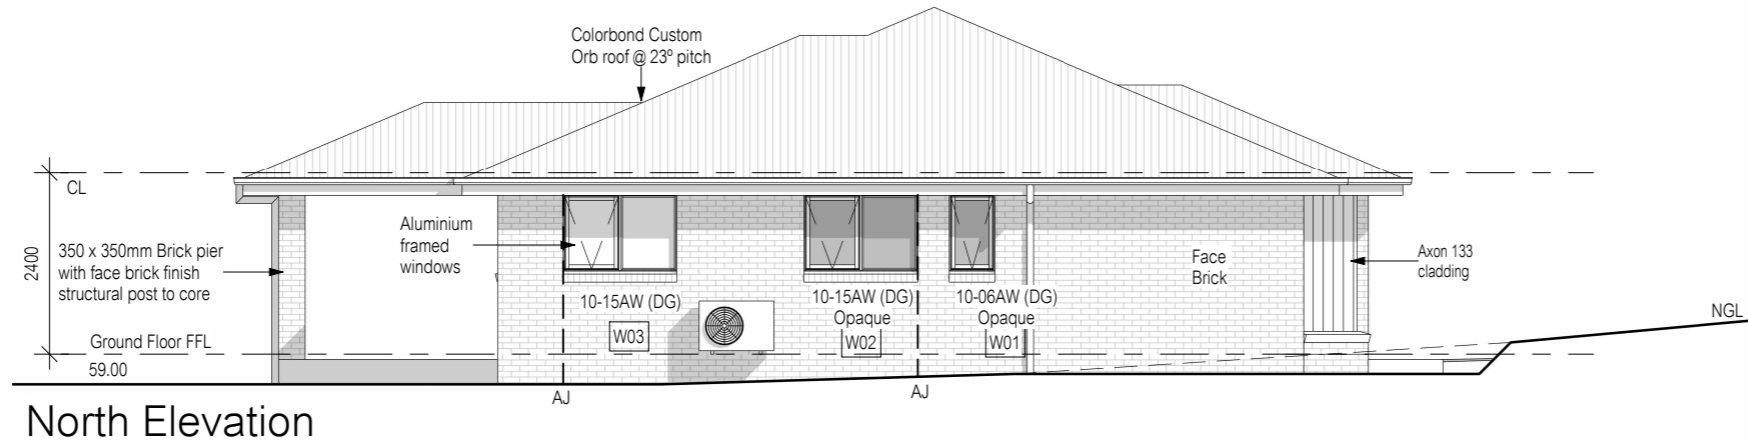 Colorbond Custom
Orb roof @ 23º pitch
CL
2400
350 x 350mm Brick pier
with face brick finish
structural post to core
Aluminium
framed
windows
Face
Brick
Axon 133
cladding
10-15AW (DG)
W03
10-15AW (DG)
Opaque
W02
10-06AW (DG)
Opaque
W01
NGL
Ground Floor FFL
59.00
AJ
AJ
North Elevation